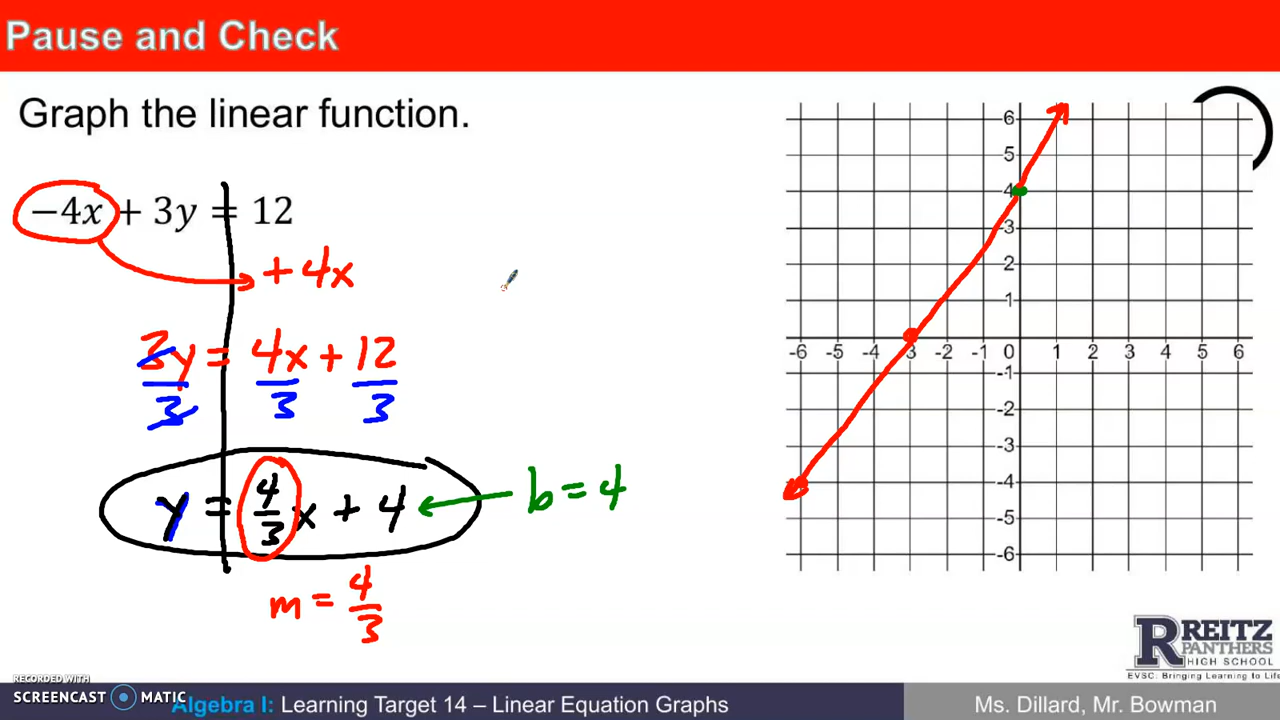 Pause and Check
Graph the linear function.
−4x + 3y = 12
+ 4x
3y = 4x + 12
3 3 3
y = 4/3 x + 4
b = 4
m = 4/3
6
5
4
3
2
1
-6 -5 -4 -3 -2 -1 0 1 2 3 4 5 6
-1
-2
-3
-4
-5
-6
R REITZ
PANTHERS
HIGH SCHOOL
EVSC: Bringing Learning to Life
RECORDED WITH
SCREENCAST MATIC
Algebra I: Learning Target 14 – Linear Equation Graphs
Ms. Dillard, Mr. Bowman